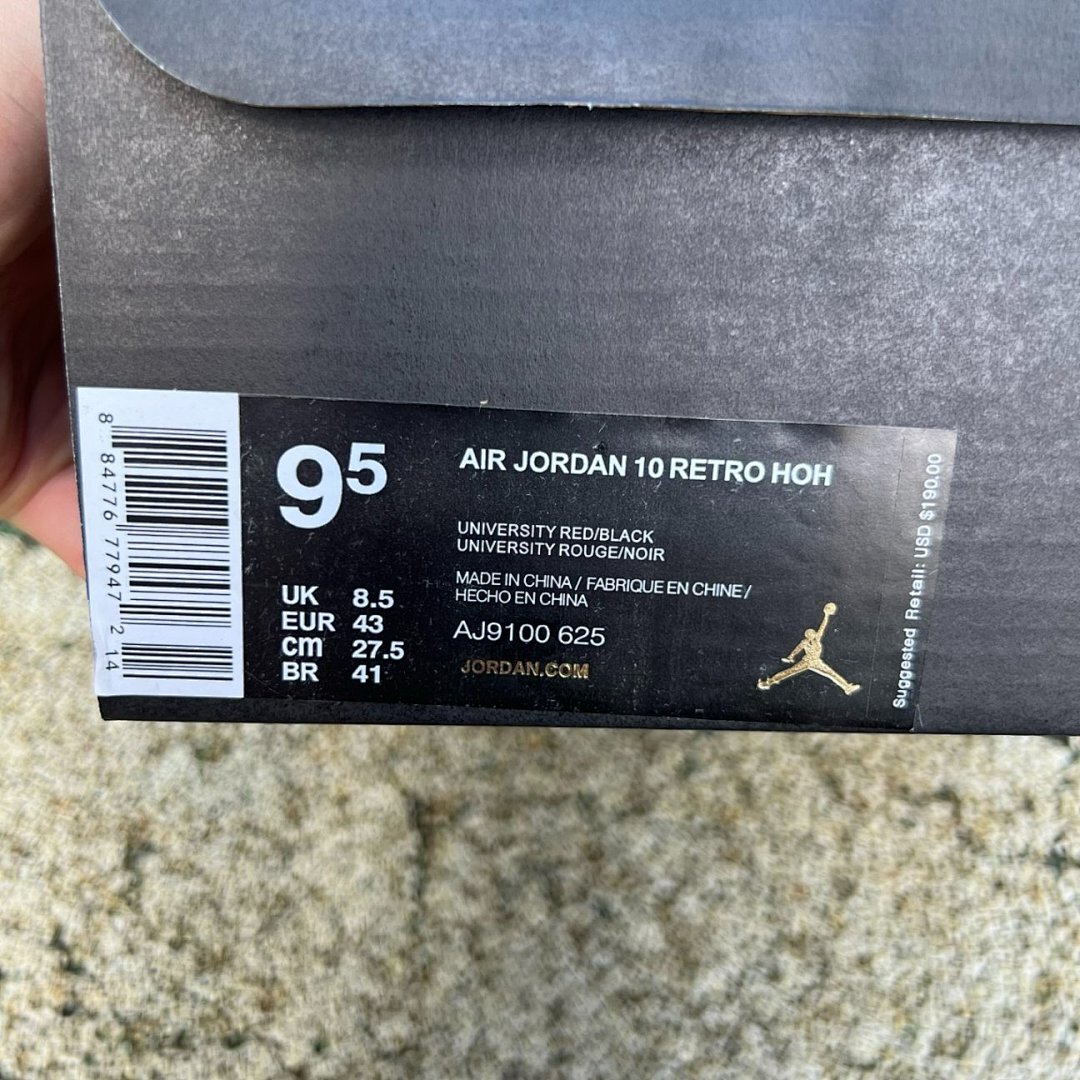 8 84776 77947 2 14
9⁵
UK 8.5
EUR 43
cm 27.5
BR 41
AIR JORDAN 10 RETRO HOH
UNIVERSITY RED/BLACK
UNIVERSITY ROUGE/NOIR
MADE IN CHINA / FABRIQUE EN CHINE /
HECHO EN CHINA
AJ9100 625
JORDAN.COM
Suggested Retail: USD $190.00